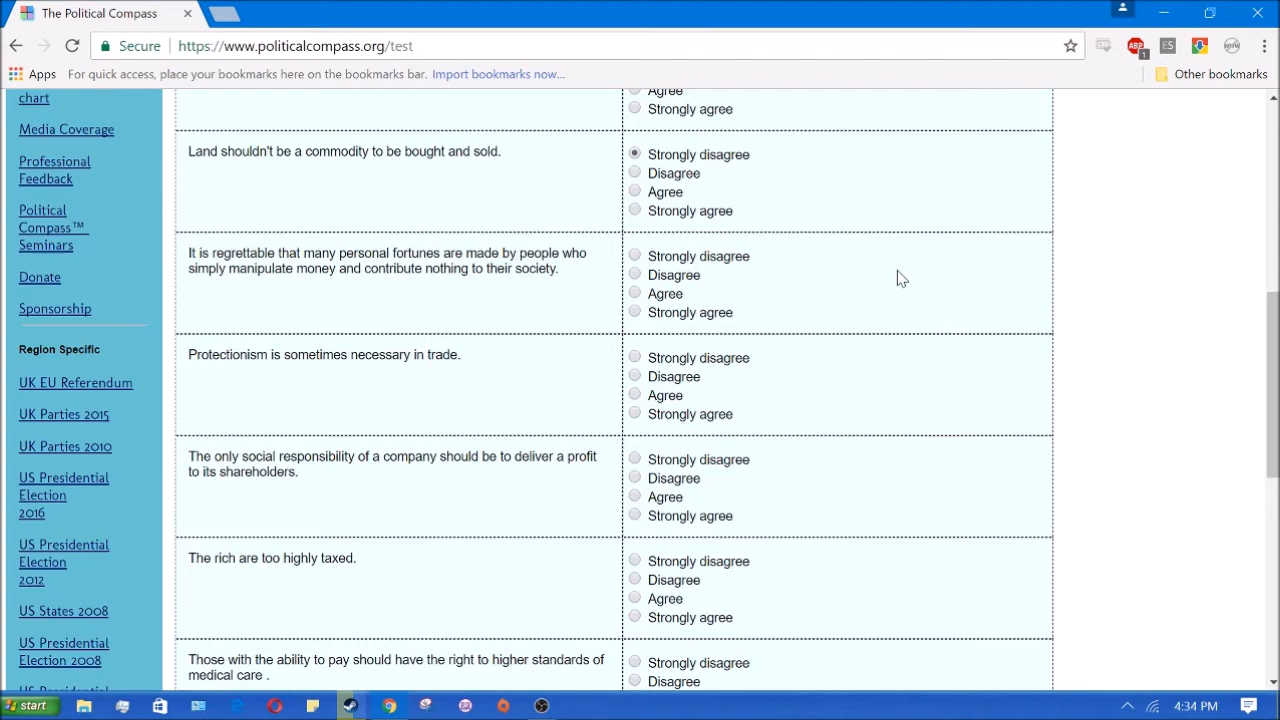 The Political Compass
Secure
https://www.politicalcompass.org/test
ABP
1
ES
Apps
For quick access, place your bookmarks here on the bookmarks bar.
Import bookmarks now...
Other bookmarks
chart
Media Coverage
Professional
Feedback
Political
Compass™
Seminars
Donate
Sponsorship
Region Specific
UK EU Referendum
UK Parties 2015
UK Parties 2010
US Presidential
Election
2016
US Presidential
Election
2012
US States 2008
US Presidential
Election 2008
US Presidential
Agree
Strongly agree
Land shouldn't be a commodity to be bought and sold.
Strongly disagree
Disagree
Agree
Strongly agree
It is regrettable that many personal fortunes are made by people who
simply manipulate money and contribute nothing to their society.
Strongly disagree
Disagree
Agree
Strongly agree
Protectionism is sometimes necessary in trade.
Strongly disagree
Disagree
Agree
Strongly agree
The only social responsibility of a company should be to deliver a profit
to its shareholders.
Strongly disagree
Disagree
Agree
Strongly agree
The rich are too highly taxed.
Strongly disagree
Disagree
Agree
Strongly agree
Those with the ability to pay should have the right to higher standards of
medical care .
Strongly disagree
Disagree
start
4:34 PM